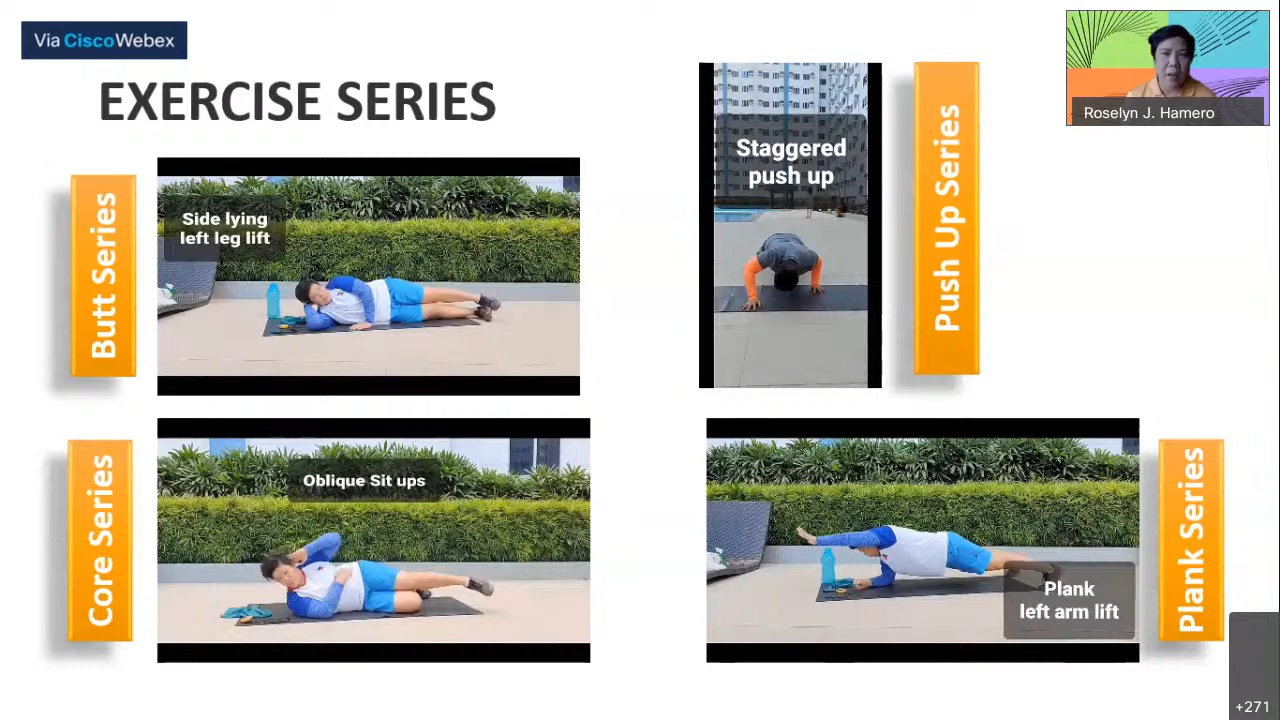 Via CiscoWebex
EXERCISE SERIES
Roselyn J. Hamero
Butt Series
Side lying
left leg lift
Staggered
push up
Push Up Series
Core Series
Oblique Sit ups
Plank
left arm lift
Plank Series
+271